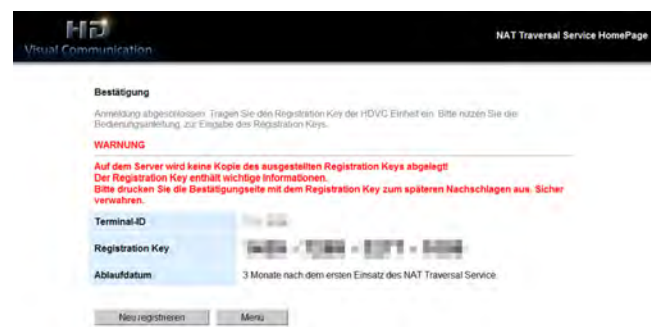 HD
Visual Communication
NAT Traversal Service HomePage
Bestätigung
Anmeldung abgeschlossen. Tragen Sie den Registration Key der HDVC Einheit ein. Bitte nutzen Sie die
Bedienungsanleitung, zur Eingabe des Registration Keys.
WARNUNG
Auf dem Server wird keine Kopie des ausgestellten Registration Keys abgelegt!
Der Registration Key enthält wichtige Informationen.
Bitte drucken Sie die Bestätigungseite mit dem Registration Key zum späteren Nachschlagen aus. Sicher
verwahren.
Terminal-ID
Registration Key
Ablaufdatum 3 Monate nach dem ersten Einsatz des NAT Traversal Service.
Neu registrieren Menü